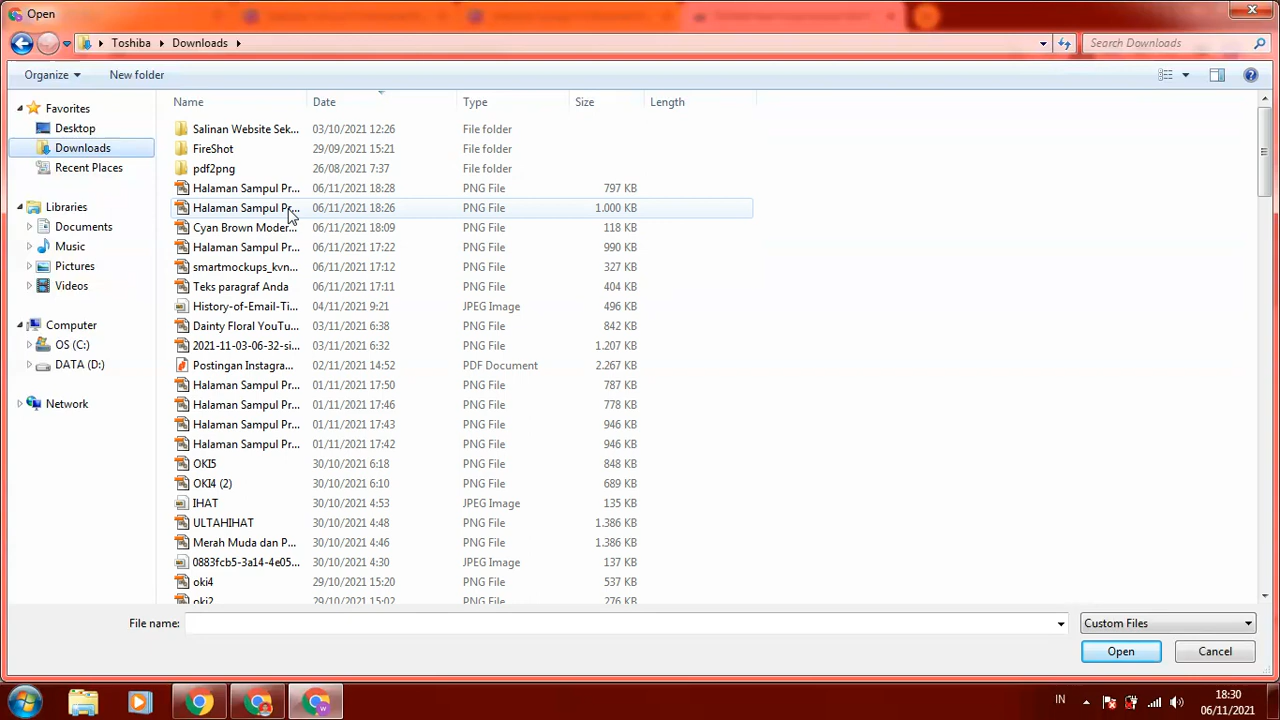 Open
Toshiba Downloads
Search Downloads
Organize New folder
Favorites
Desktop
Downloads
Recent Places
Libraries
Documents
Music
Pictures
Videos
Computer
OS (C:)
DATA (D:)
Network
Name Date Type Size Length
Salinan Website Sek... 03/10/2021 12:26 File folder
FireShot 29/09/2021 15:21 File folder
pdf2png 26/08/2021 7:37 File folder
Halaman Sampul Pr... 06/11/2021 18:28 PNG File 797 KB
Halaman Sampul Pr... 06/11/2021 18:26 PNG File 1.000 KB
Cyan Brown Moder... 06/11/2021 18:09 PNG File 118 KB
Halaman Sampul Pr... 06/11/2021 17:22 PNG File 990 KB
smartmockups_kvn... 06/11/2021 17:12 PNG File 327 KB
Teks paragraf Anda 06/11/2021 17:11 PNG File 404 KB
History-of-Email-Ti... 04/11/2021 9:21 JPEG Image 496 KB
Dainty Floral YouTu... 03/11/2021 6:38 PNG File 842 KB
2021-11-03-06-32-si... 03/11/2021 6:32 PNG File 1.207 KB
Postingan Instagra... 02/11/2021 14:52 PDF Document 2.267 KB
Halaman Sampul Pr... 01/11/2021 17:50 PNG File 787 KB
Halaman Sampul Pr... 01/11/2021 17:46 PNG File 778 KB
Halaman Sampul Pr... 01/11/2021 17:43 PNG File 946 KB
Halaman Sampul Pr... 01/11/2021 17:42 PNG File 946 KB
OKI5 30/10/2021 6:18 PNG File 848 KB
OKI4 (2) 30/10/2021 6:10 PNG File 689 KB
IHAT 30/10/2021 4:53 JPEG Image 135 KB
ULTAHIHAT 30/10/2021 4:48 PNG File 1.386 KB
Merah Muda dan P... 30/10/2021 4:46 PNG File 1.386 KB
0883fcb5-3a14-4e05... 30/10/2021 4:30 JPEG Image 137 KB
oki4 29/10/2021 15:20 PNG File 537 KB
oki2 29/10/2021 15:02 PNG File 276 KB
File name: Custom Files
Open Cancel
IN 18:30
06/11/2021